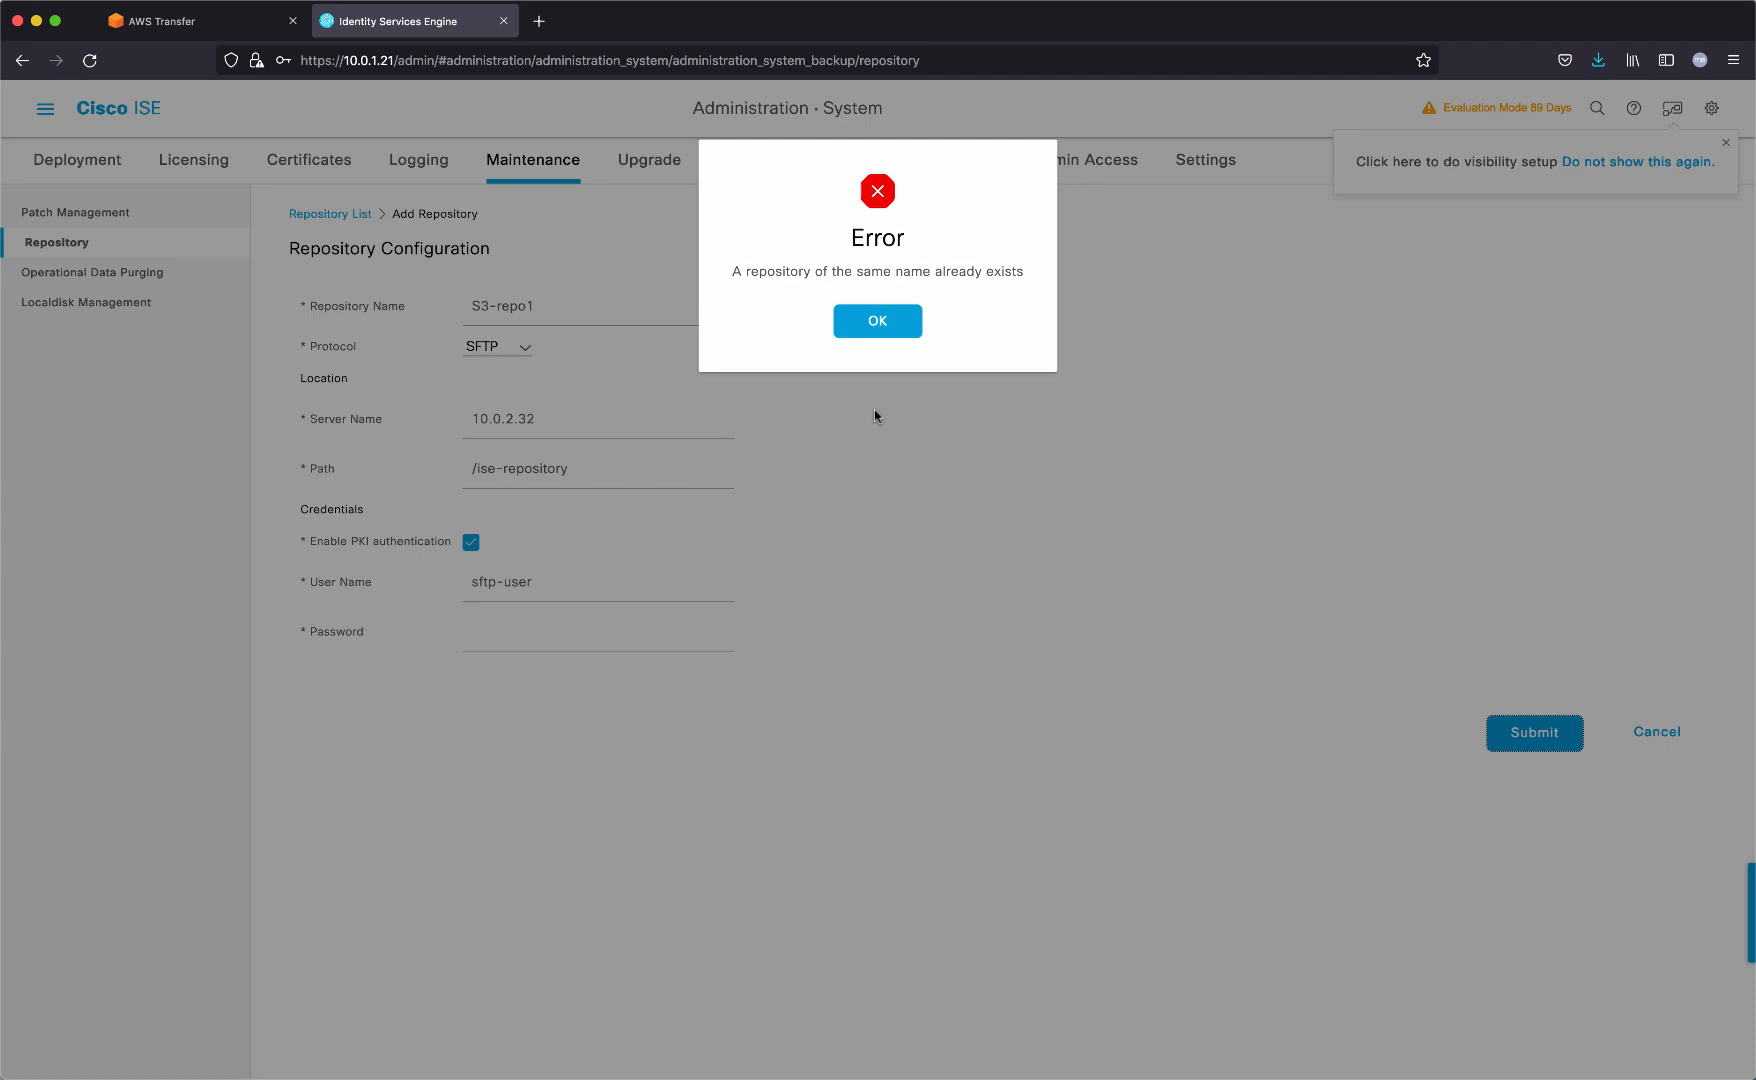 AWS Transfer
Identity Services Engine
https://10.0.1.21/admin/#administration/administration_system/administration_system_backup/repository
me
Cisco ISE
Administration · System
Evaluation Mode 89 Days
Deployment
Licensing
Certificates
Logging
Maintenance
Upgrade
min Access
Settings
Click here to do visibility setup Do not show this again.
Patch Management
Repository
Operational Data Purging
Localdisk Management
Repository List > Add Repository
Repository Configuration
* Repository Name S3-repo1
* Protocol SFTP
Location
* Server Name 10.0.2.32
* Path /ise-repository
Credentials
* Enable PKI authentication
* User Name sftp-user
* Password
Error
A repository of the same name already exists
OK
Submit
Cancel